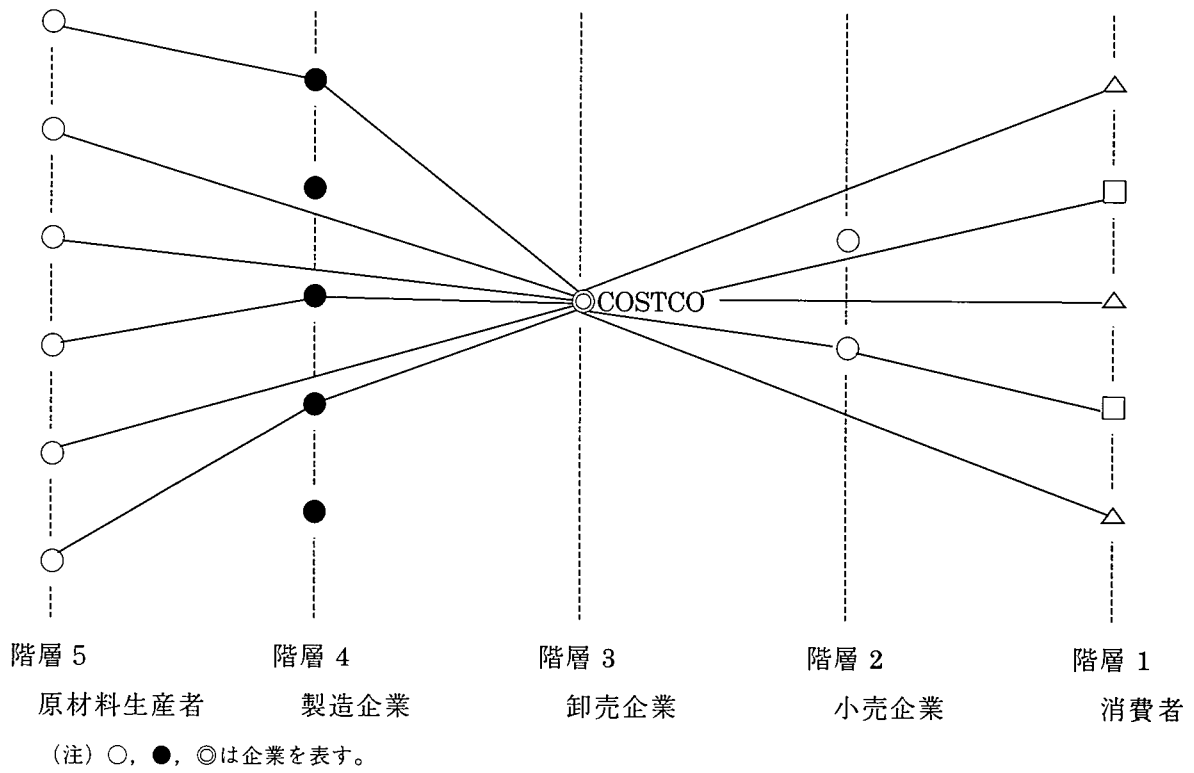 COSTCO
階層 5
階層 4
階層 3
階層 2
階層 1
原材料生産者
製造企業
卸売企業
小売企業
消費者
(注) ○, ●, ◎は企業を表す。